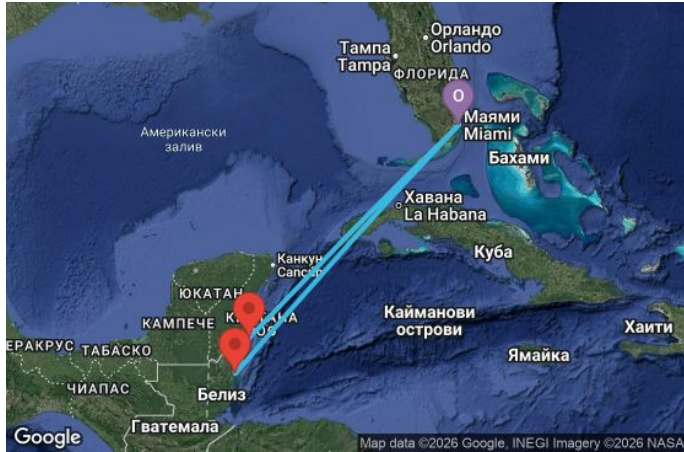 Орландо
Orlando
Тампа
Tampa
ФЛОРИДА
O
Маями
Miami
Американски
залив
Бахами
Хавана
La Habana
Канкун
Cancún
Куба
ЮКАТАН
КАМПЕЧЕ
Кайманови
острови
Хаити
ЕРАКРУС
ТАБАСКО
Ямайка
ЧИАПАС
Белиз
Гватемала
Google
Map data ©2026 Google, INEGI Imagery ©2026 NASA